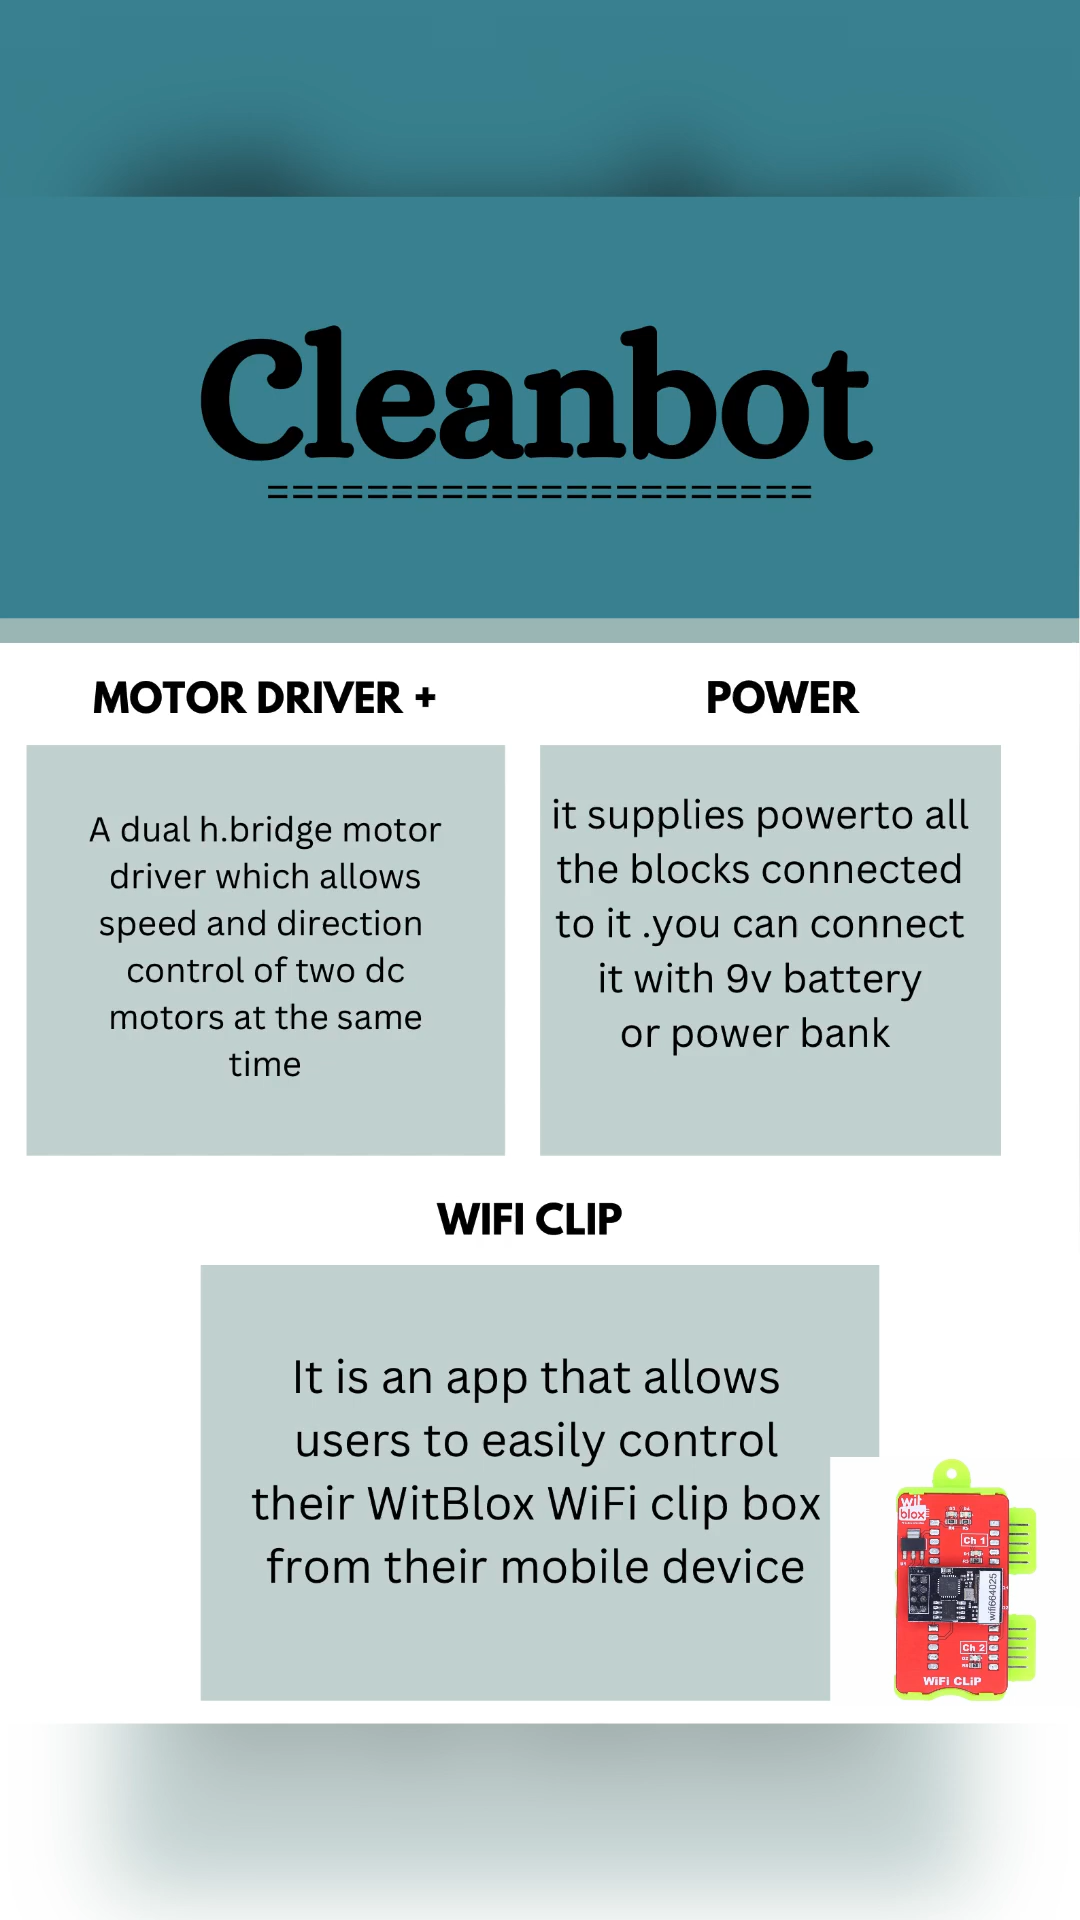 Cleanbot
======================
MOTOR DRIVER +
A dual h.bridge motor
driver which allows
speed and direction
control of two dc
motors at the same
time
POWER
it supplies powerto all
the blocks connected
to it .you can connect
it with 9v battery
or power bank
WIFI CLIP
It is an app that allows
users to easily control
their WitBlox WiFi clip box
from their mobile device
wit
blox
Ch 1
wifi664025
Ch 2
WiFi CLiP